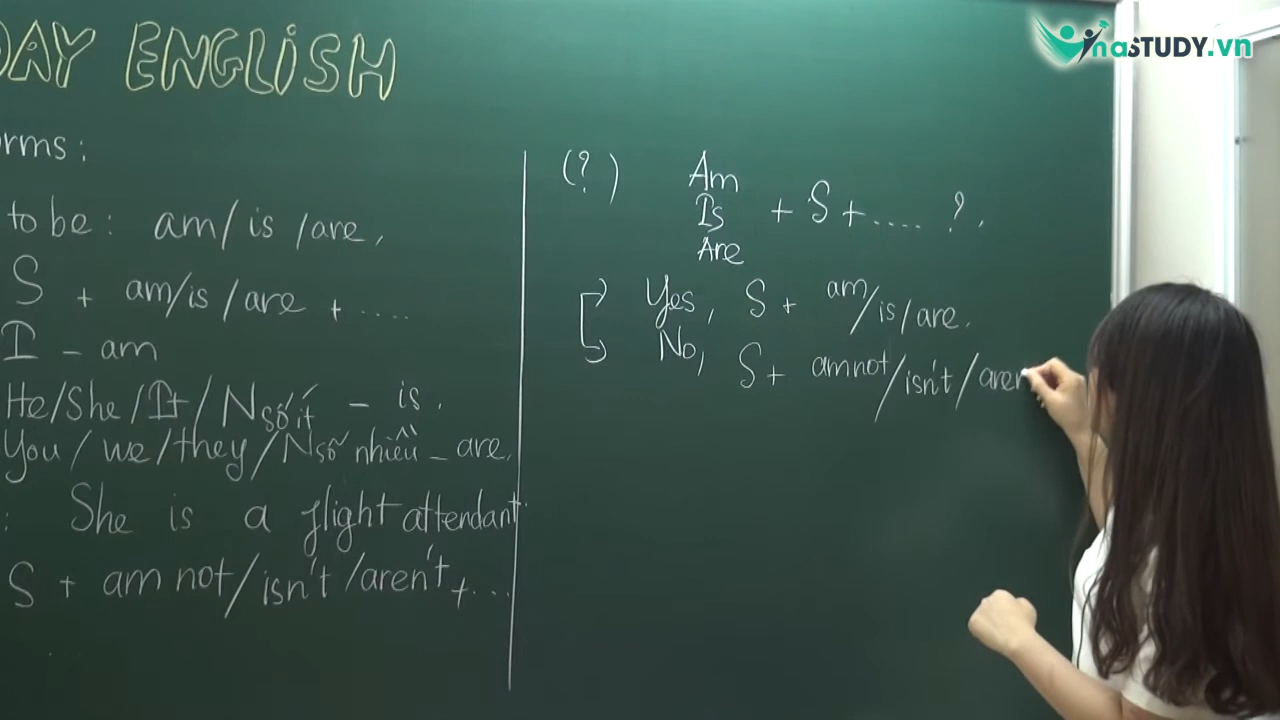 DAY ENGLISH
orms:
to be: am/ is /are,
S + am/is/are + ....
I - am
He/She/It/N số ít - is.
You/we/they/N số nhiều - are.
: She is a flight attendant
S + am not/isn't/aren't + ...
(?) Am
Is + S + .... ?.
Are
Yes, S + am/is/are.
No, S + am not/isn't/aren
VinaSTUDY.vn